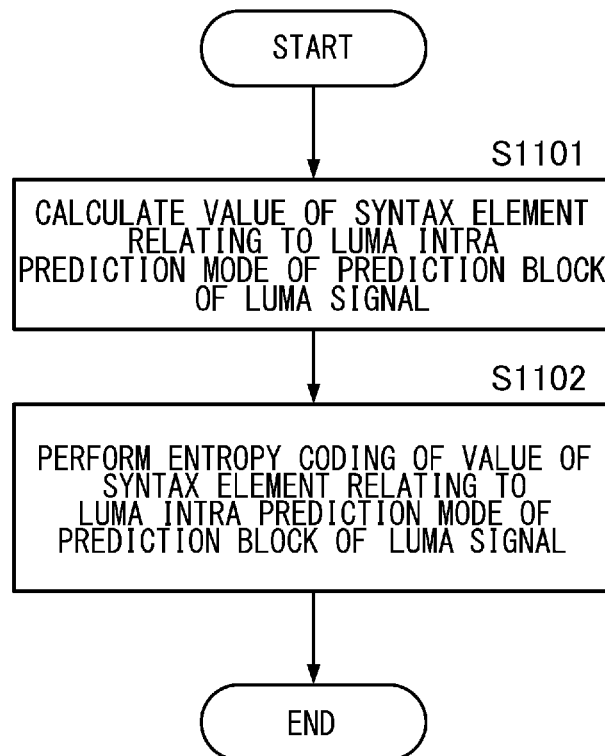 START
S1101
CALCULATE VALUE OF SYNTAX ELEMENT
RELATING TO LUMA INTRA
PREDICTION MODE OF PREDICTION BLOCK
OF LUMA SIGNAL
S1102
PERFORM ENTROPY CODING OF VALUE OF
SYNTAX ELEMENT RELATING TO
LUMA INTRA PREDICTION MODE OF
PREDICTION BLOCK OF LUMA SIGNAL
END